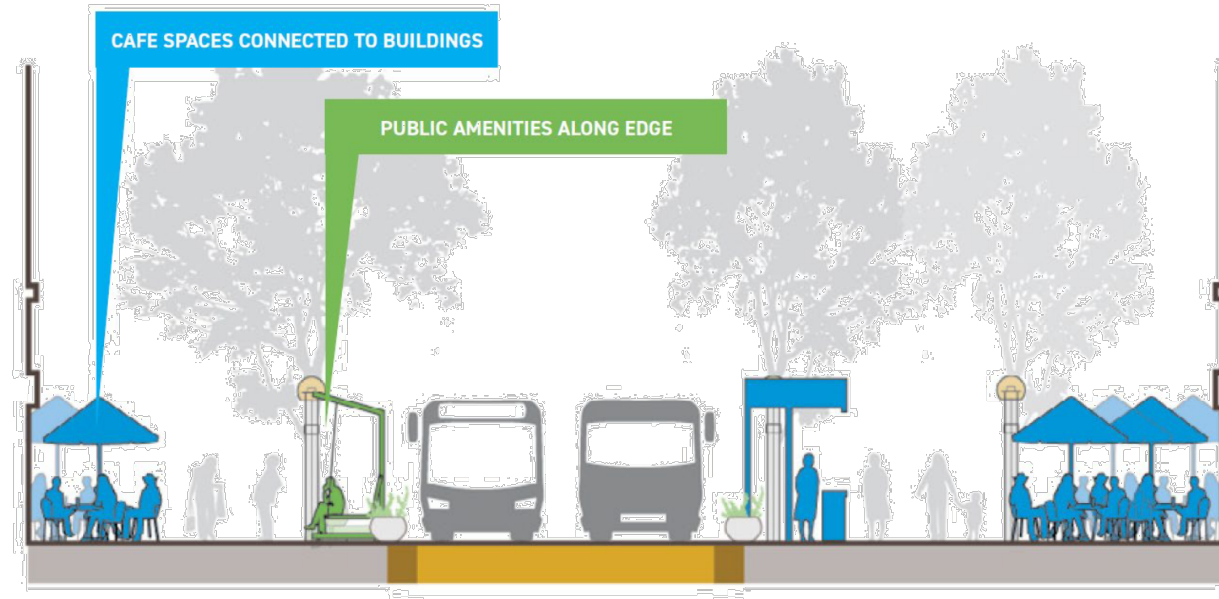 CAFE SPACES CONNECTED TO BUILDINGS
PUBLIC AMENITIES ALONG EDGE